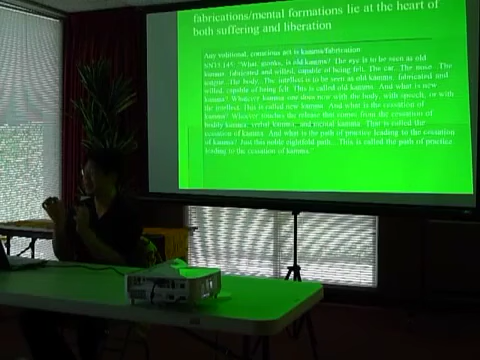 fabrications/mental formations lie at the heart of
both suffering and liberation
Any volitional, conscious act is kamma/fabrication
SN35.145: "What, monks, is old kamma? The eye is to be seen as old
kamma, fabricated and willed, capable of being felt. The ear...The nose...The
tongue...The body...The intellect is to be seen as old kamma, fabricated and
willed, capable of being felt. This is called old kamma. And what is new
kamma? Whatever kamma one does now with the body, with speech, or with
the intellect. This is called new kamma. And what is the cessation of
kamma? Whoever touches the release that comes from the cessation of
bodily kamma, verbal kamma, and mental kamma. That is called the
cessation of kamma. And what is the path of practice leading to the cessation
of kamma? Just this noble eightfold path... This is called the path of practice
leading to the cessation of kamma."